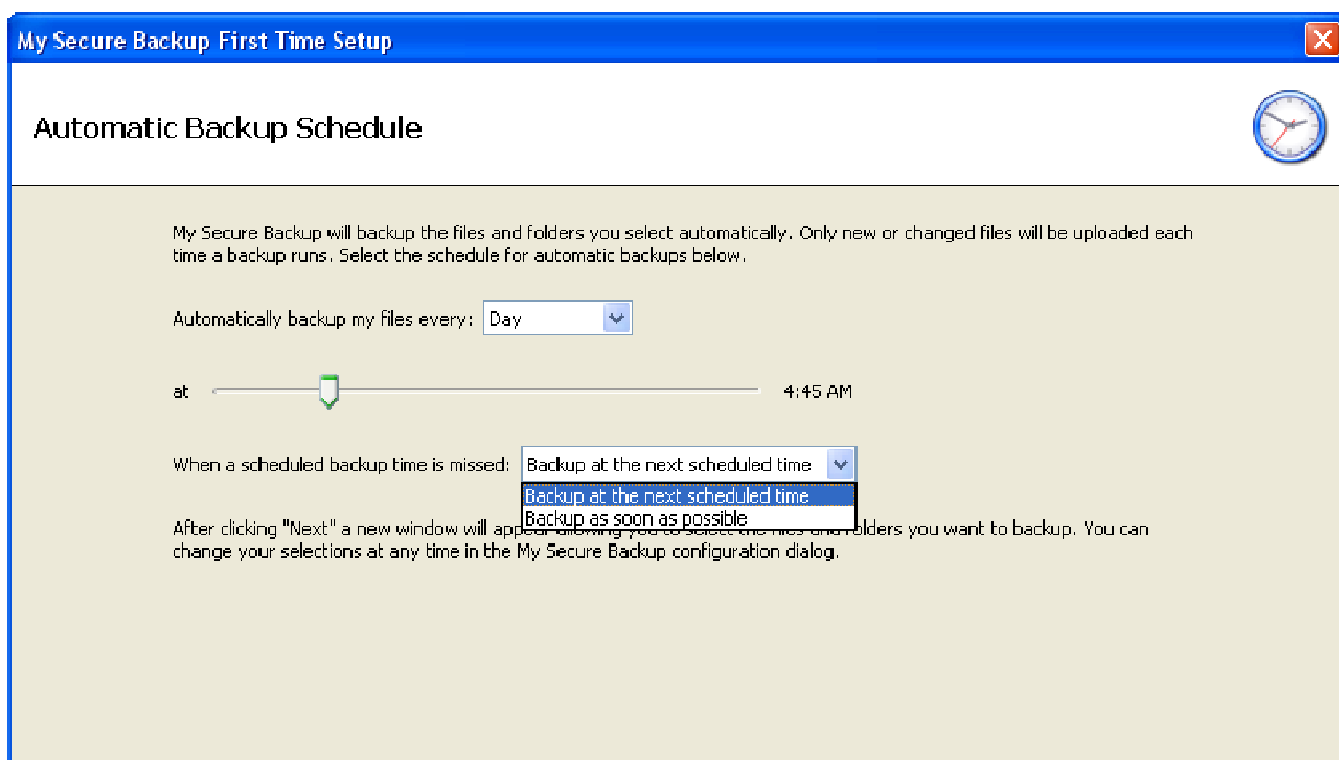 My Secure Backup First Time Setup
Automatic Backup Schedule
My Secure Backup will backup the files and folders you select automatically. Only new or changed files will be uploaded each
time a backup runs. Select the schedule for automatic backups below.
Automatically backup my files every: Day
at 4:45 AM
When a scheduled backup time is missed: Backup at the next scheduled time
Backup at the next scheduled time
Backup as soon as possible
After clicking "Next" a new window will folders you want to backup. You can
change your selections at any time in the My Secure Backup configuration dialog.